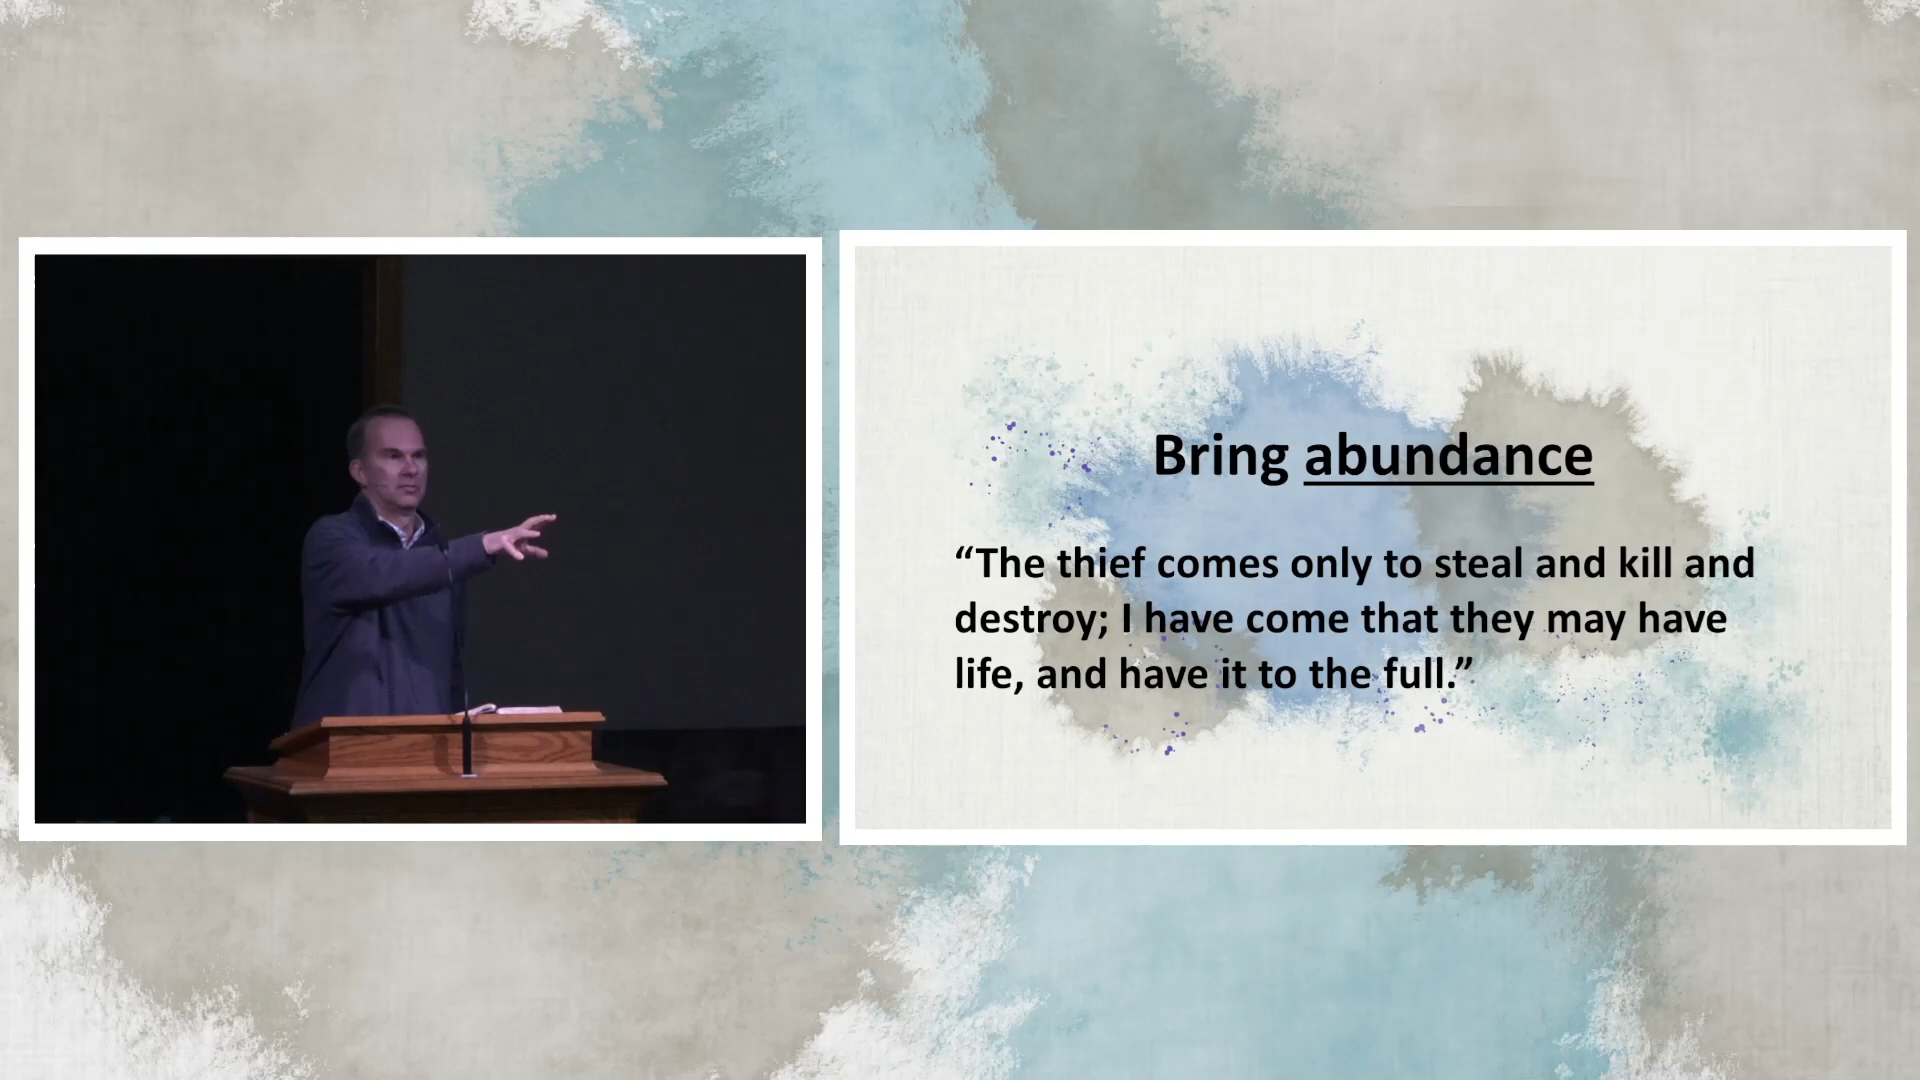 Bring abundance
“The thief comes only to steal and kill and
destroy; I have come that they may have
life, and have it to the full.”